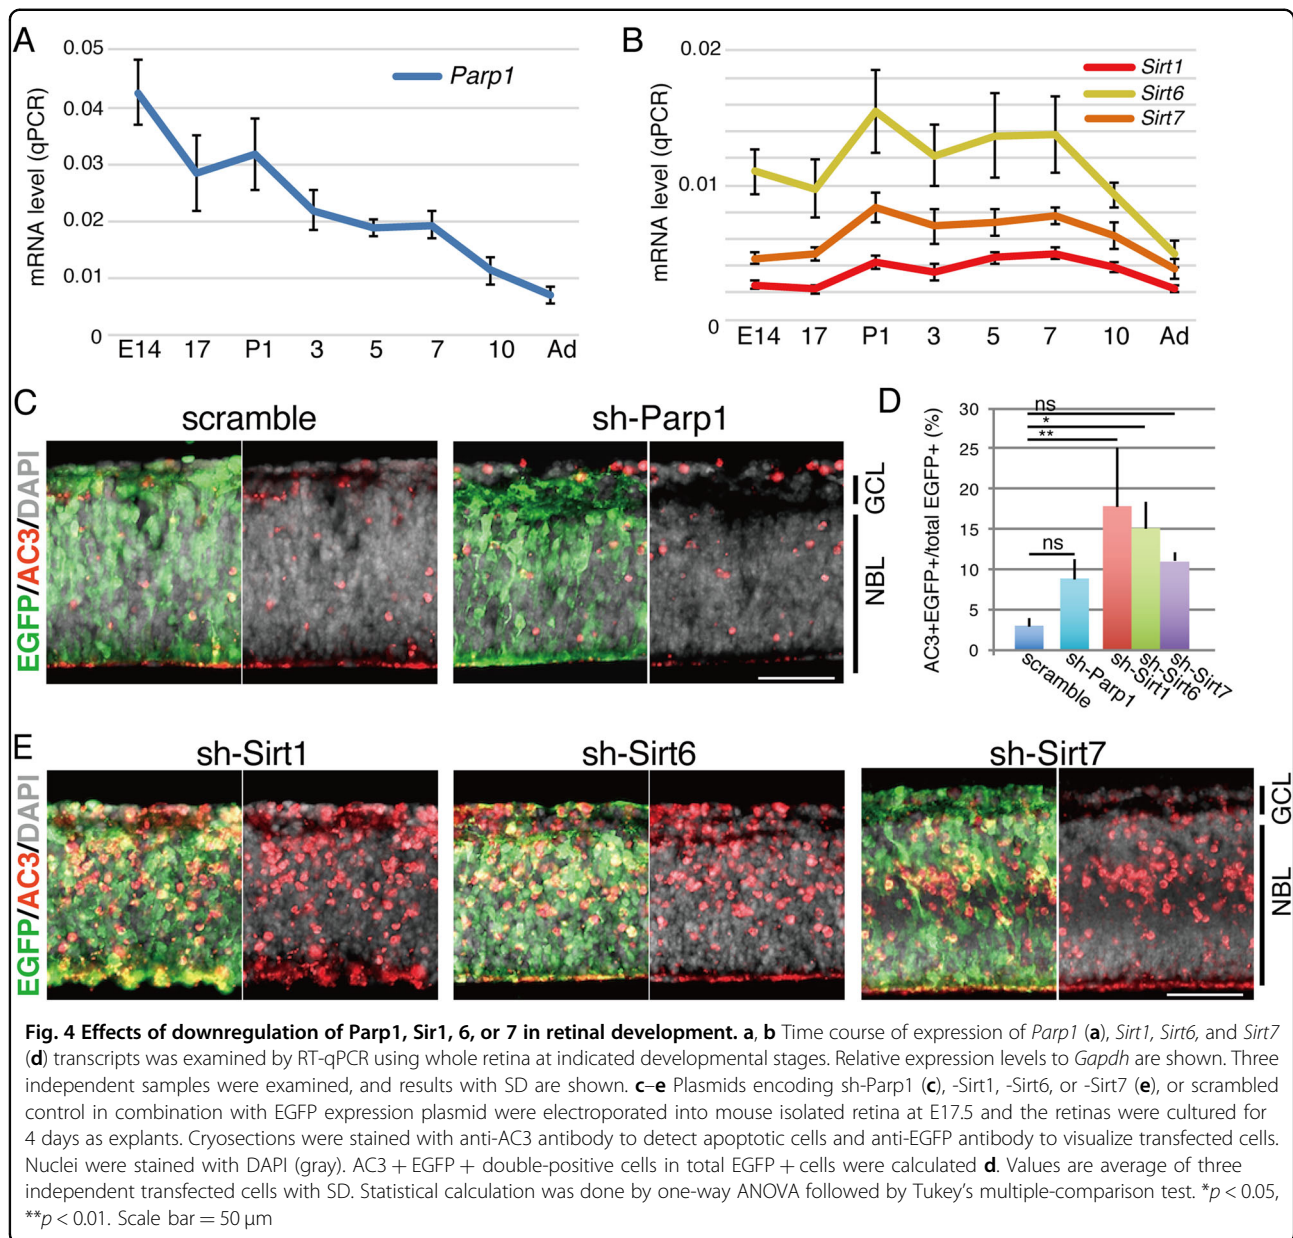 A
B
0.05
0.04
0.03
0.02
0.01
0
mRNA level (qPCR)
Parp1
E14 17 P1 3 5 7 10 Ad
0.02
0.01
0
mRNA level (qPCR)
Sirt1
Sirt6
Sirt7
E14 17 P1 3 5 7 10 Ad
C
scramble
sh-Parp1
EGFP/AC3/DAPI
GCL
NBL
D
AC3+EGFP+/total EGFP+ (%)
30
25
20
15
10
5
0
ns
*
**
ns
scramble
sh-Parp1
sh-Sirt1
sh-Sirt6
sh-Sirt7
E
sh-Sirt1
sh-Sirt6
sh-Sirt7
EGFP/AC3/DAPI
GCL
NBL
Fig. 4 Effects of downregulation of Parp1, Sir1, 6, or 7 in retinal development. a, b Time course of expression of Parp1 (a), Sirt1, Sirt6, and Sirt7
(d) transcripts was examined by RT-qPCR using whole retina at indicated developmental stages. Relative expression levels to Gapdh are shown. Three
independent samples were examined, and results with SD are shown. c–e Plasmids encoding sh-Parp1 (c), -Sirt1, -Sirt6, or -Sirt7 (e), or scrambled
control in combination with EGFP expression plasmid were electroporated into mouse isolated retina at E17.5 and the retinas were cultured for
4 days as explants. Cryosections were stained with anti-AC3 antibody to detect apoptotic cells and anti-EGFP antibody to visualize transfected cells.
Nuclei were stained with DAPI (gray). AC3 + EGFP + double-positive cells in total EGFP + cells were calculated d. Values are average of three
independent transfected cells with SD. Statistical calculation was done by one-way ANOVA followed by Tukey's multiple-comparison test. *p < 0.05,
**p < 0.01. Scale bar = 50 µm